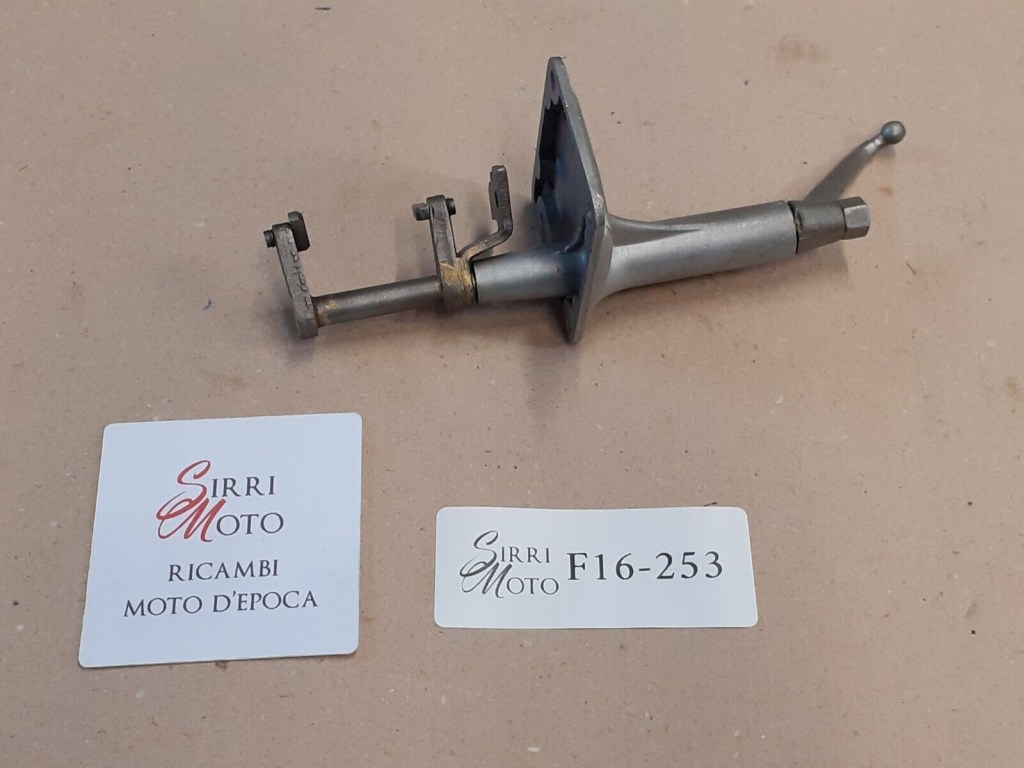 SIRRI
MOTO
RICAMBI
MOTO D'EPOCA
SIRRI
MOTO
F16-253